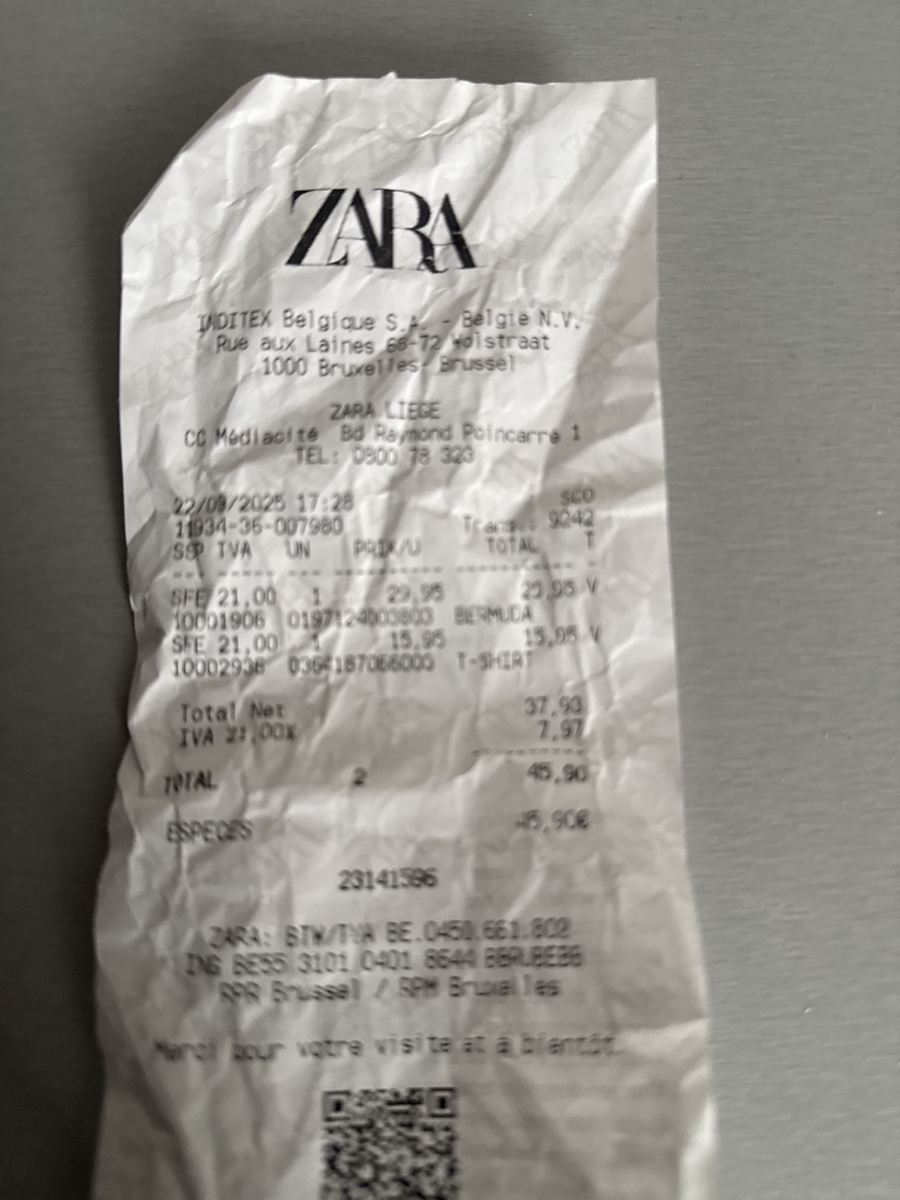 ZARA
INDITEX Belgique S.A. - België N.V.
Rue aux Laines 68-72 Wolstraat
1000 Bruxelles- Brussel
ZARA LIEGE
CC Médiacité Bd Raymond Poincarré 1
TEL: 0800 78 323
22/09/2025 17:28 SCO
11934-36-007980 Trans.: 9242
SSP IVA UN PRIX/U TOTAL T
SFE 21,00 1 29,95 29,95 V
10001906 BERMUDA
SFE 21,00 1 15,95 15,95 V
10002936 T-SHIRT
Total Net 37,93
IVA 21,00% 7,97
TOTAL 2 45,90
ESPECES 45,90€
23141596
ZARA: BTW/TVA BE.0450.661.802
ING BE55 3101 0401 8644 BBRUBEBB
RPR Brussel / RPM Bruxelles
Merci pour votre visite et à bientôt.